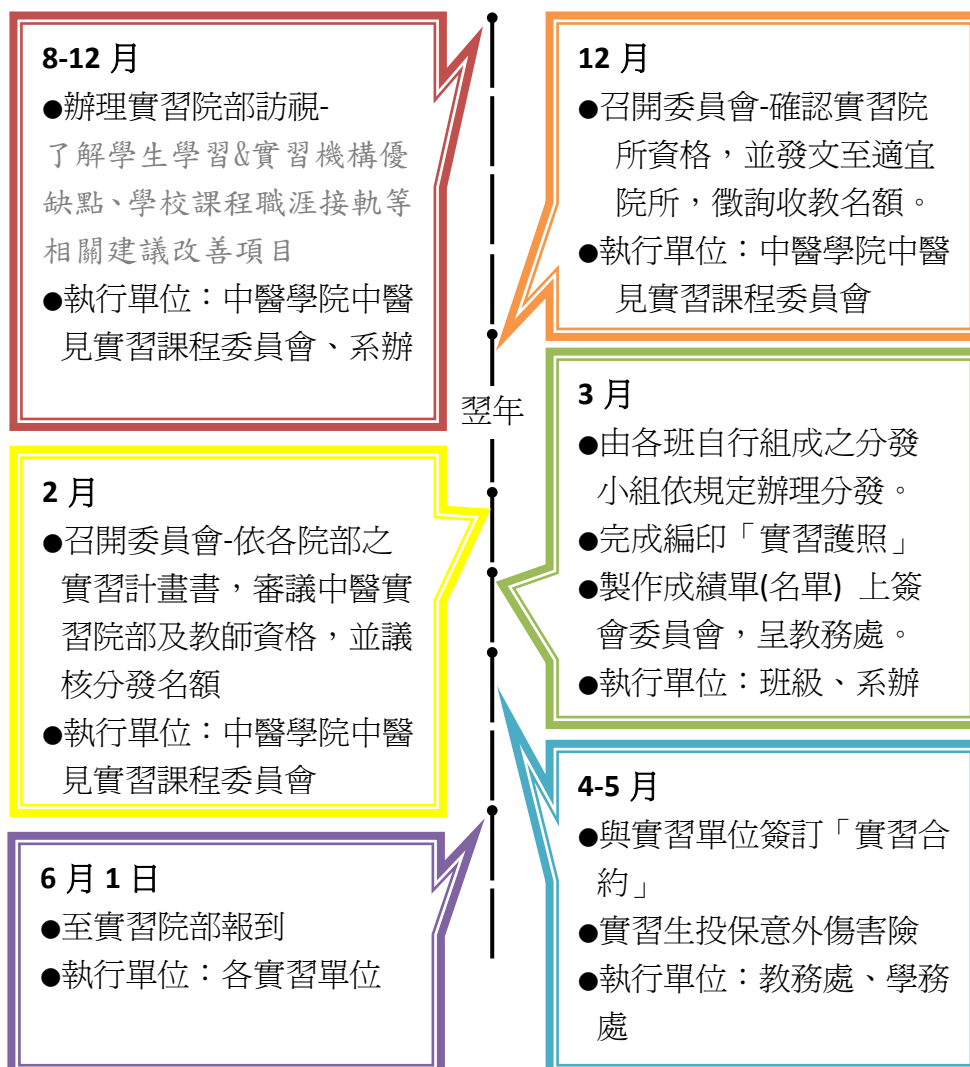 8-12 月
●辦理實習院部訪視-
了解學生學習&實習機構優
缺點、學校課程職涯接軌等
相關建議改善項目
●執行單位：中醫學院中醫
見實習課程委員會、系辦
12 月
●召開委員會-確認實習院
所資格，並發文至適宜
院所，徵詢收教名額。
●執行單位：中醫學院中醫
見實習課程委員會
翌年
2 月
●召開委員會-依各院部之
實習計畫書，審議中醫實
習院部及教師資格，並議
核分發名額
●執行單位：中醫學院中醫
見實習課程委員會
3 月
●由各班自行組成之分發
小組依規定辦理分發。
●完成編印「實習護照」
●製作成績單(名單) 上簽
會委員會，呈教務處。
●執行單位：班級、系辦
4-5 月
●與實習單位簽訂「實習合
約」
●實習生投保意外傷害險
●執行單位：教務處、學務
處
6 月 1 日
●至實習院部報到
●執行單位：各實習單位